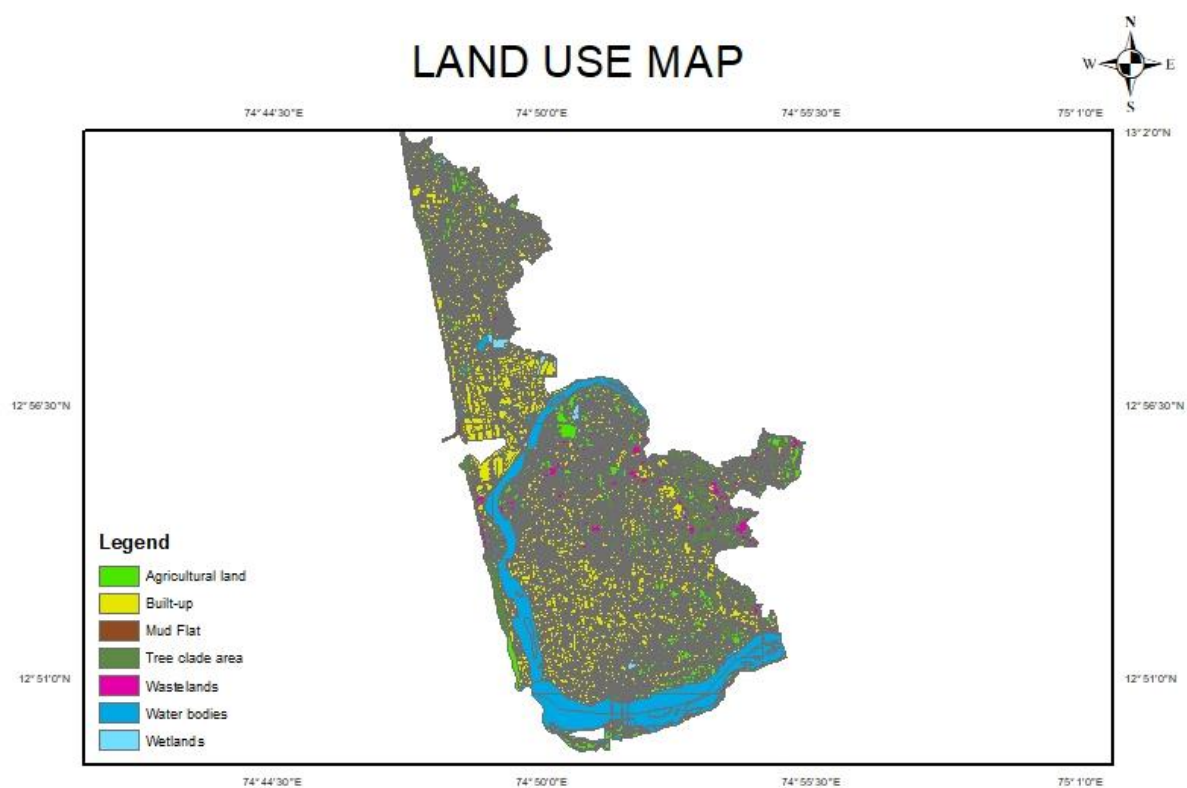 LAND USE MAP
N
W E
S
74°44'30"E 74°50'0"E 74°55'30"E 75°1'0"E
13°2'0"N
12°56'30"N 12°56'30"N
Legend
Agricultural land
Built-up
Mud Flat
Tree clade area
Wastelands
Water bodies
Wetlands
12°51'0"N 12°51'0"N
74°44'30"E 74°50'0"E 74°55'30"E 75°1'0"E